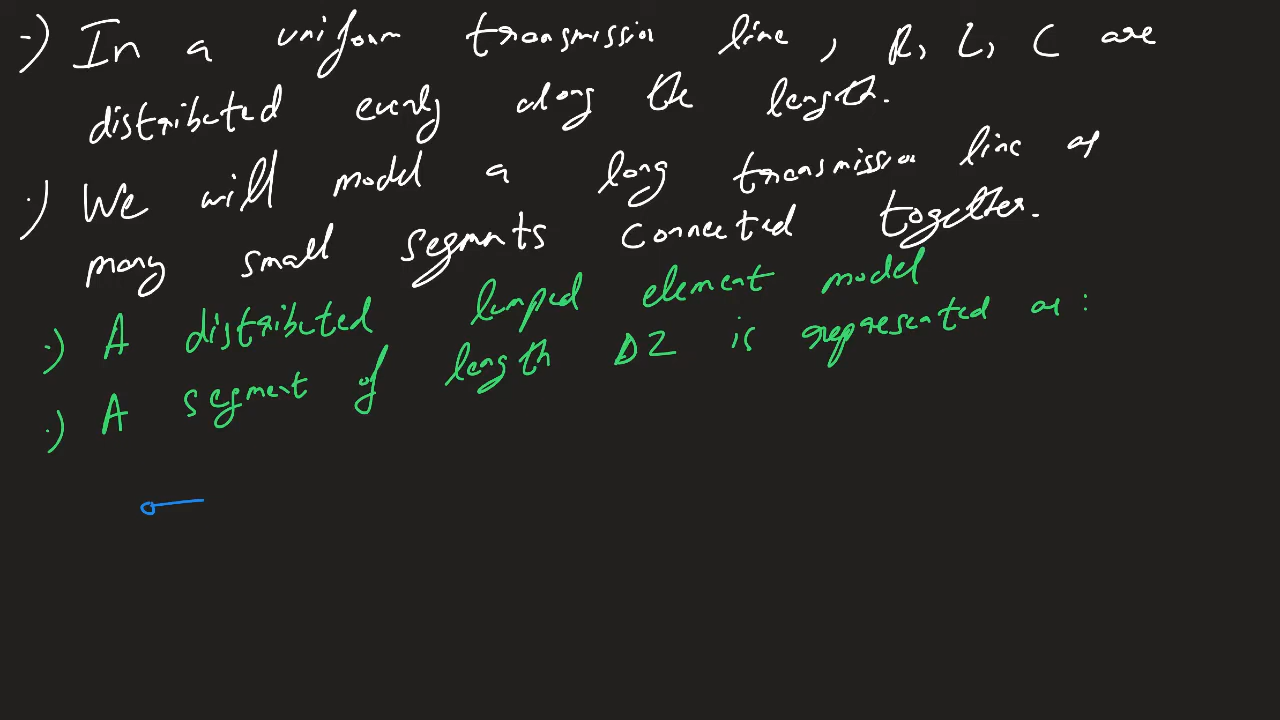 ·) In a uniform transmission line, R, L, C are
distributed evenly along the length.
·) We will model a long transmission line as
many small segments connected together.
·) A distributed lumped element model
·) A segment of length Δz is represented as: